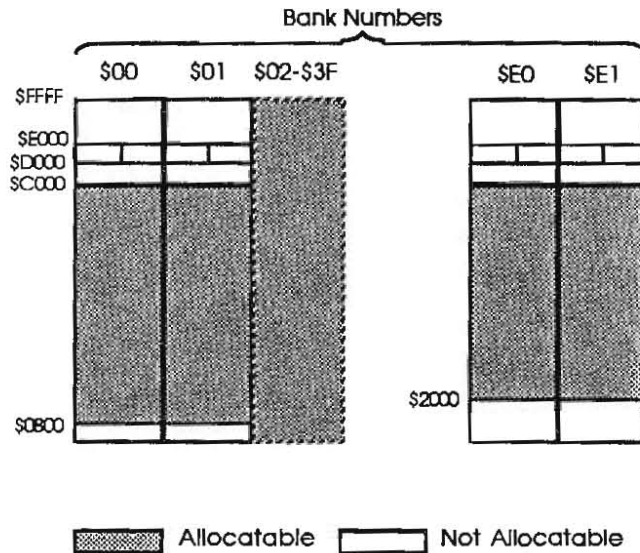 Bank Numbers
$00 $01 $02-$3F $E0 $E1
$FFFF
$E000
$D000
$C000
$2000
$0800
Allocatable Not Allocatable